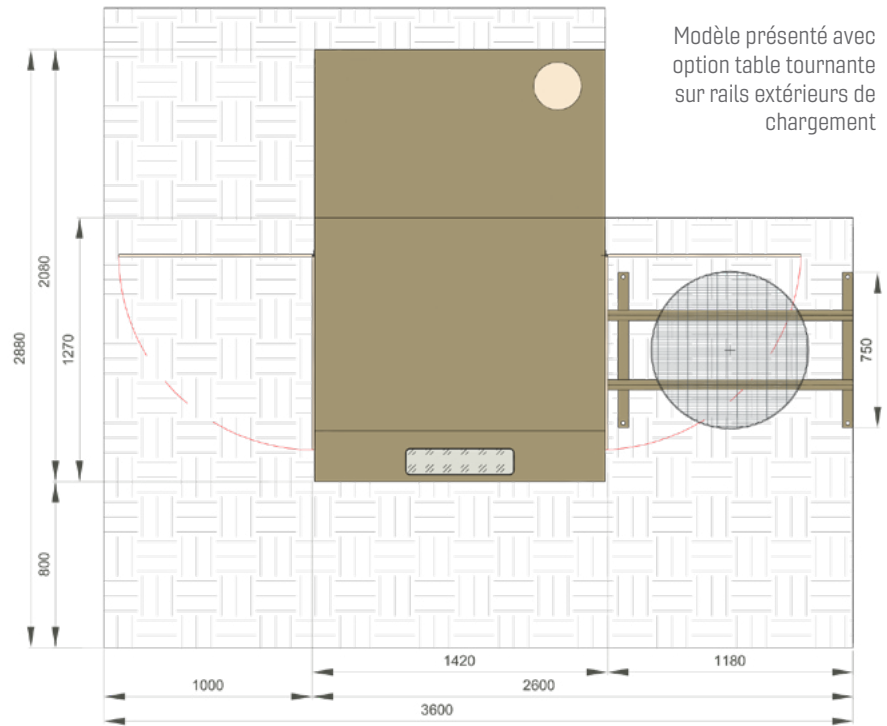 Modèle présenté avec
option table tournante
sur rails extérieurs de
chargement
2880
2080
1270
800
750
1420
1180
1000
2600
3600